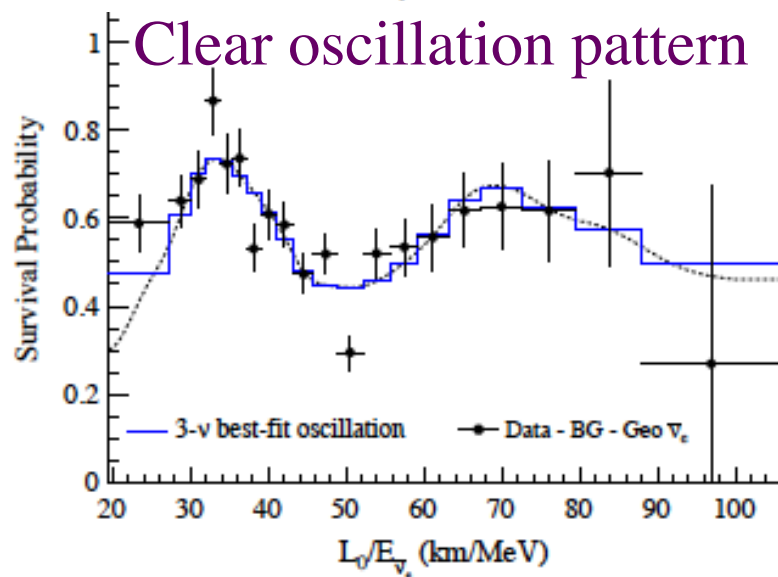 Clear oscillation pattern
1
0.8
0.6
0.4
0.2
0
Survival Probability
3-ν best-fit oscillation
Data - BG - Geo ν̅ₑ
20 30 40 50 60 70 80 90 100
L₀/E_ν̅ₑ (km/MeV)